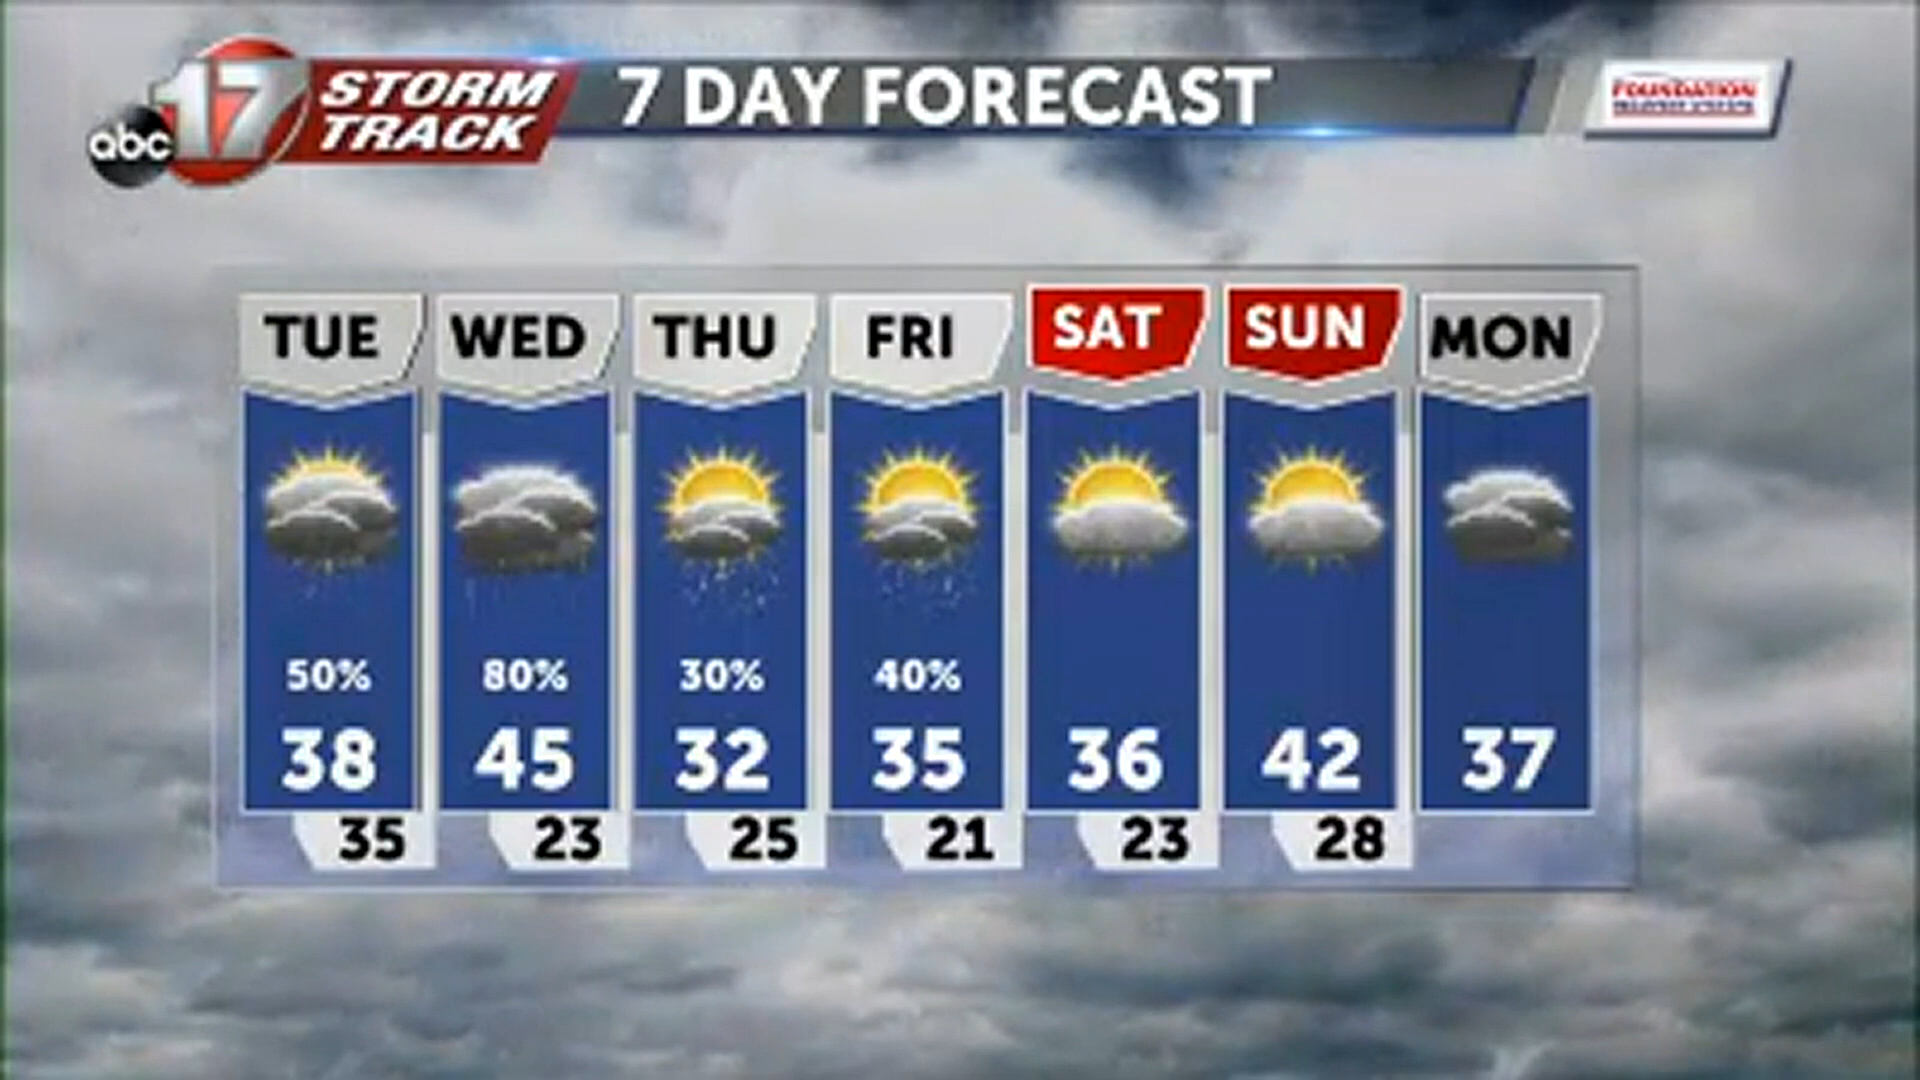 abc 17 STORM TRACK
7 DAY FORECAST
FOUNDATION
TUE WED THU FRI SAT SUN MON
50% 80% 30% 40%
38 45 32 35 36 42 37
35 23 25 21 23 28